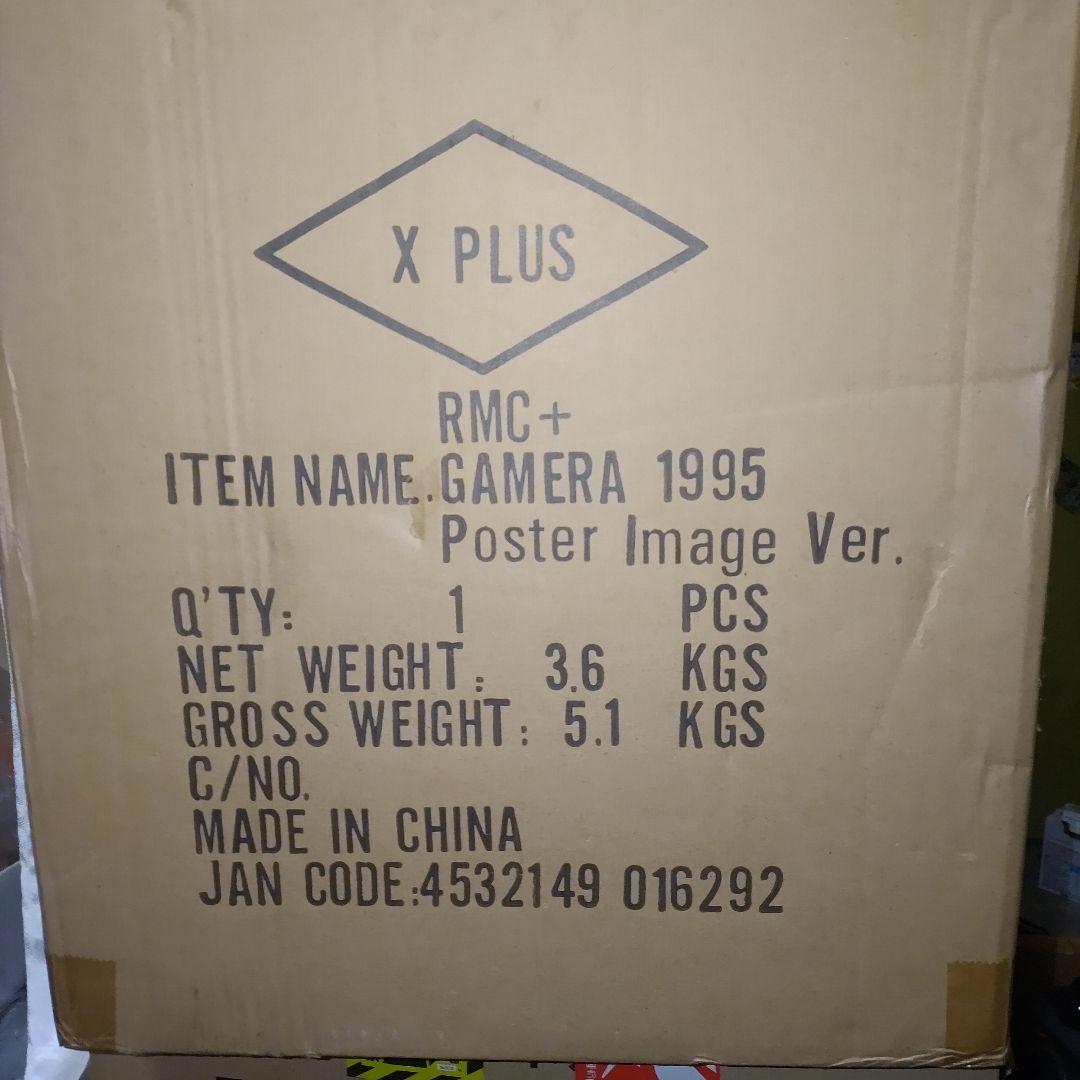 X PLUS
RMC+
ITEM NAME.GAMERA 1995
Poster Image Ver.
Q'TY: 1 PCS
NET WEIGHT: 3.6 KGS
GROSS WEIGHT: 5.1 KGS
C/NO.
MADE IN CHINA
JAN CODE:4532149 016292